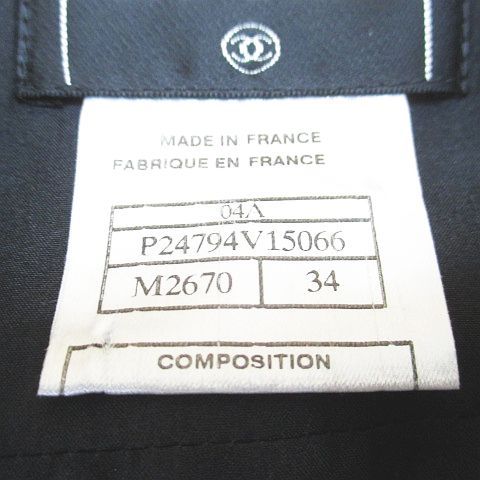 MADE IN FRANCE
FABRIQUE EN FRANCE
04A
P24794V15066
M2670 34
COMPOSITION